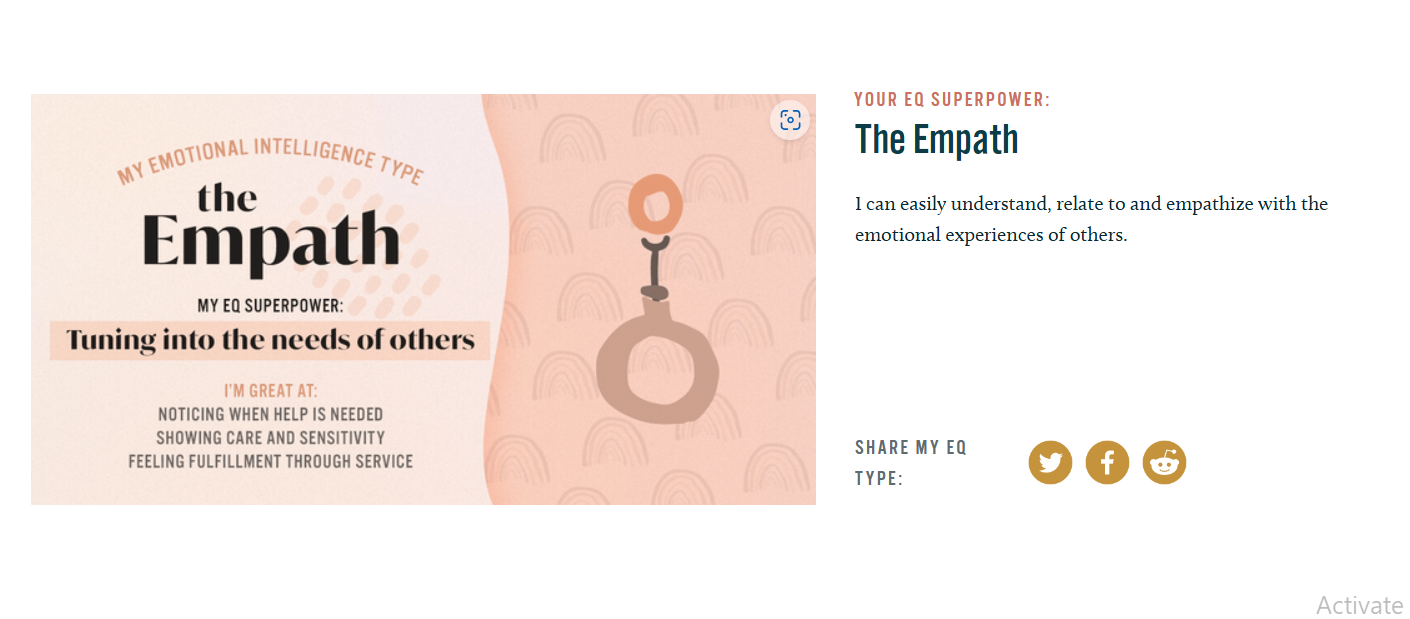 MY EMOTIONAL INTELLIGENCE TYPE
the
Empath
MY EQ SUPERPOWER:
Tuning into the needs of others
I'M GREAT AT:
NOTICING WHEN HELP IS NEEDED
SHOWING CARE AND SENSITIVITY
FEELING FULFILLMENT THROUGH SERVICE
YOUR EQ SUPERPOWER:
The Empath
I can easily understand, relate to and empathize with the
emotional experiences of others.
SHARE MY EQ
TYPE:
Activate